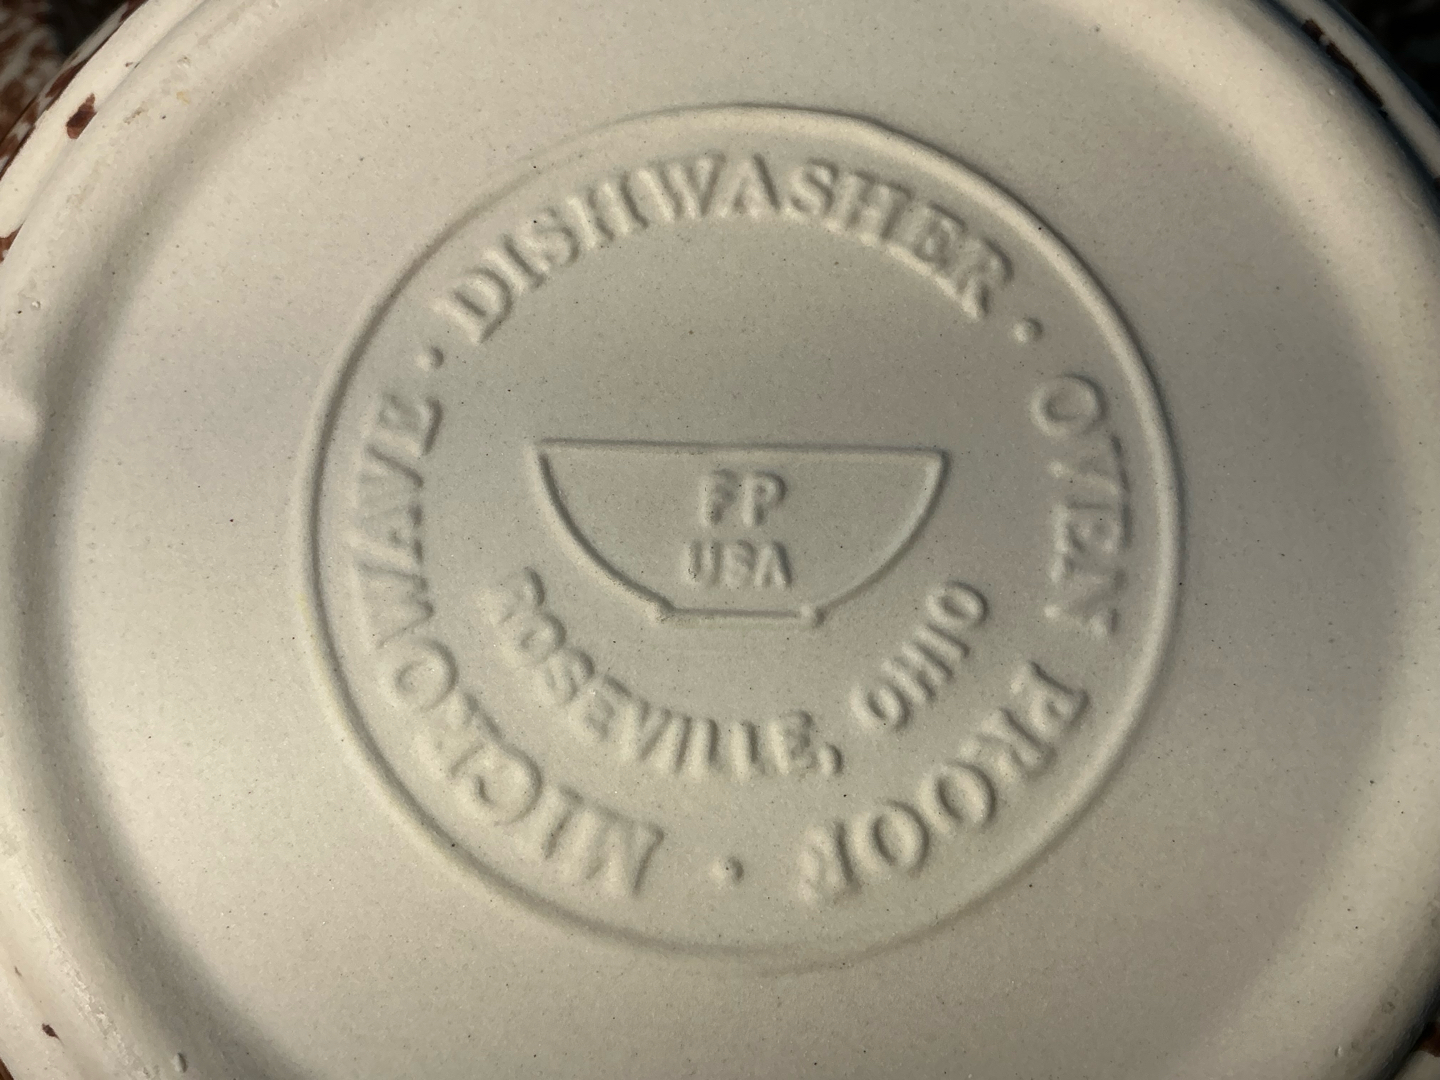 MICROWAVE · DISHWASHER · OVEN PROOF ·
FP
USA
ROSEVILLE, OHIO